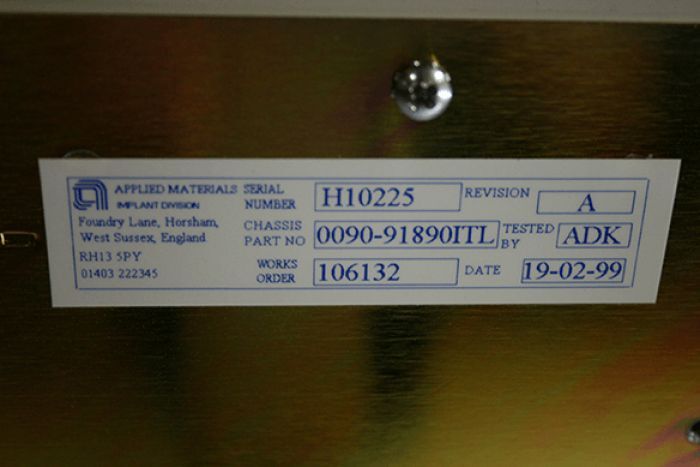 APPLIED MATERIALS
IMPLANT DIVISION
Foundry Lane, Horsham,
West Sussex, England
RH13 5PY
01403 222345
SERIAL NUMBER H10225 REVISION A
CHASSIS PART NO 0090-91890ITL TESTED BY ADK
WORKS ORDER 106132 DATE 19-02-99